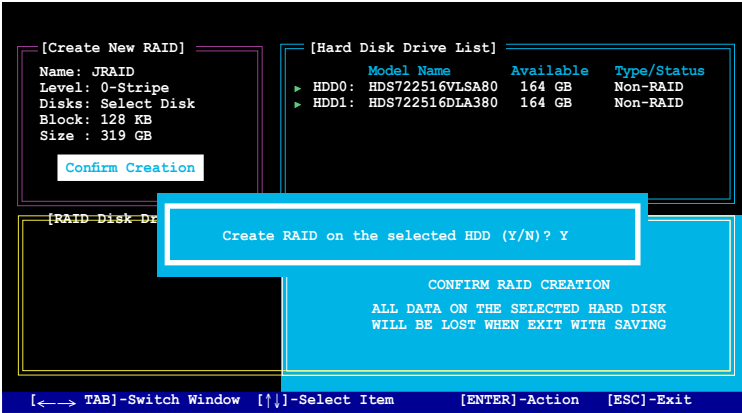 [Create New RAID]
Name: JRAID
Level: 0-Stripe
Disks: Select Disk
Block: 128 KB
Size : 319 GB
Confirm Creation
[Hard Disk Drive List]
Model Name Available Type/Status
HDD0: HDS722516VLSA80 164 GB Non-RAID
HDD1: HDS722516DLA380 164 GB Non-RAID
[RAID Disk Dr
Create RAID on the selected HDD (Y/N)? Y
CONFIRM RAID CREATION
ALL DATA ON THE SELECTED HARD DISK
WILL BE LOST WHEN EXIT WITH SAVING
[←→ TAB]-Switch Window [↑↓]-Select Item [ENTER]-Action [ESC]-Exit